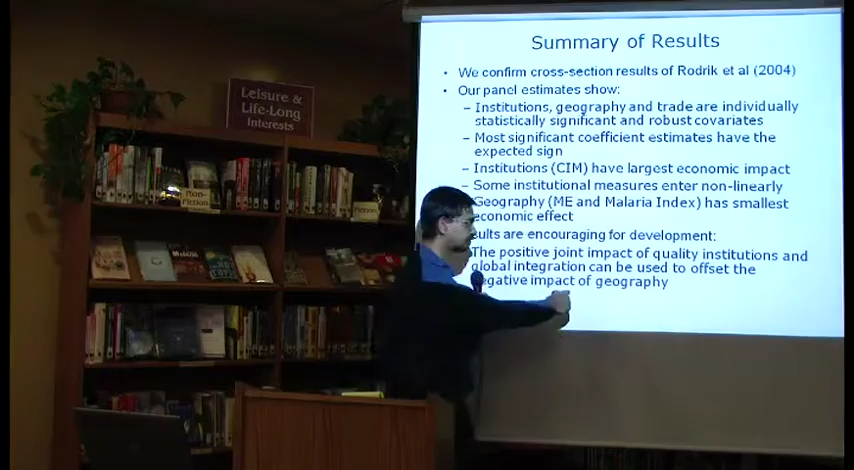 Summary of Results
• We confirm cross-section results of Rodrik et al (2004)
• Our panel estimates show:
– Institutions, geography and trade are individually
statistically significant and robust covariates
– Most significant coefficient estimates have the
expected sign
– Institutions (CIM) have largest economic impact
– Some institutional measures enter non-linearly
Geography (ME and Malaria Index) has smallest
economic effect
sults are encouraging for development:
The positive joint impact of quality institutions and
global integration can be used to offset the
egative impact of geography
Leisure &
Life-Long
Interests
Non-
Fiction
Fiction